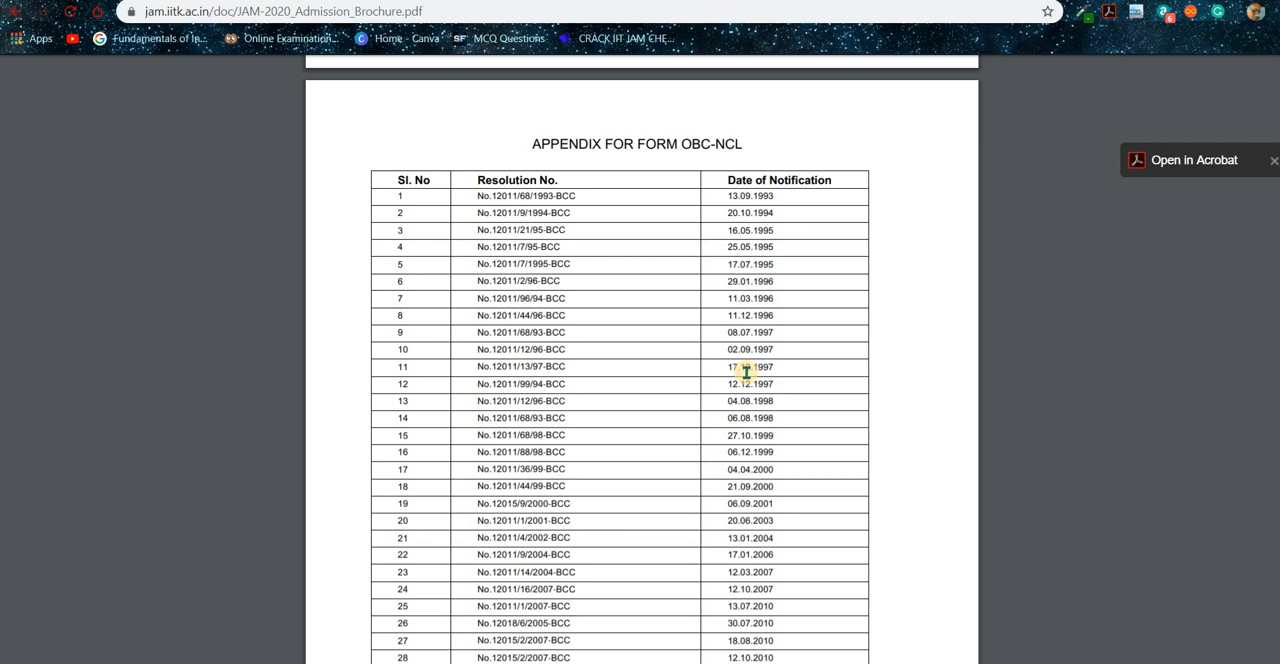 jam.iitk.ac.in/doc/JAM-2020_Admission_Brochure.pdf
Apps Fundamentals of In... Online Examination... Home - Canva SF MCQ Questions CRACK IIT JAM CHE...
APPENDIX FOR FORM OBC-NCL
Open in Acrobat
Sl. No Resolution No. Date of Notification
1 No.12011/68/1993-BCC 13.09.1993
2 No.12011/9/1994-BCC 20.10.1994
3 No.12011/21/95-BCC 16.05.1995
4 No.12011/7/95-BCC 25.05.1995
5 No.12011/7/1995-BCC 17.07.1995
6 No.12011/2/96-BCC 29.01.1996
7 No.12011/96/94-BCC 11.03.1996
8 No.12011/44/96-BCC 11.12.1996
9 No.12011/68/93-BCC 08.07.1997
10 No.12011/12/96-BCC 02.09.1997
11 No.12011/13/97-BCC
12 No.12011/99/94-BCC 12.12.1997
13 No.12011/12/96-BCC 04.08.1998
14 No.12011/68/93-BCC 06.08.1998
15 No.12011/68/98-BCC 27.10.1999
16 No.12011/88/98-BCC 06.12.1999
17 No.12011/36/99-BCC 04.04.2000
18 No.12011/44/99-BCC 21.09.2000
19 No.12015/9/2000-BCC 06.09.2001
20 No.12011/1/2001-BCC 20.06.2003
21 No.12011/4/2002-BCC 13.01.2004
22 No.12011/9/2004-BCC 17.01.2006
23 No.12011/14/2004-BCC 12.03.2007
24 No.12011/16/2007-BCC 12.10.2007
25 No.12011/1/2007-BCC 13.07.2010
26 No.12018/6/2005-BCC 30.07.2010
27 No.12015/2/2007-BCC 18.08.2010
28 No.12015/2/2007-BCC 12.10.2010